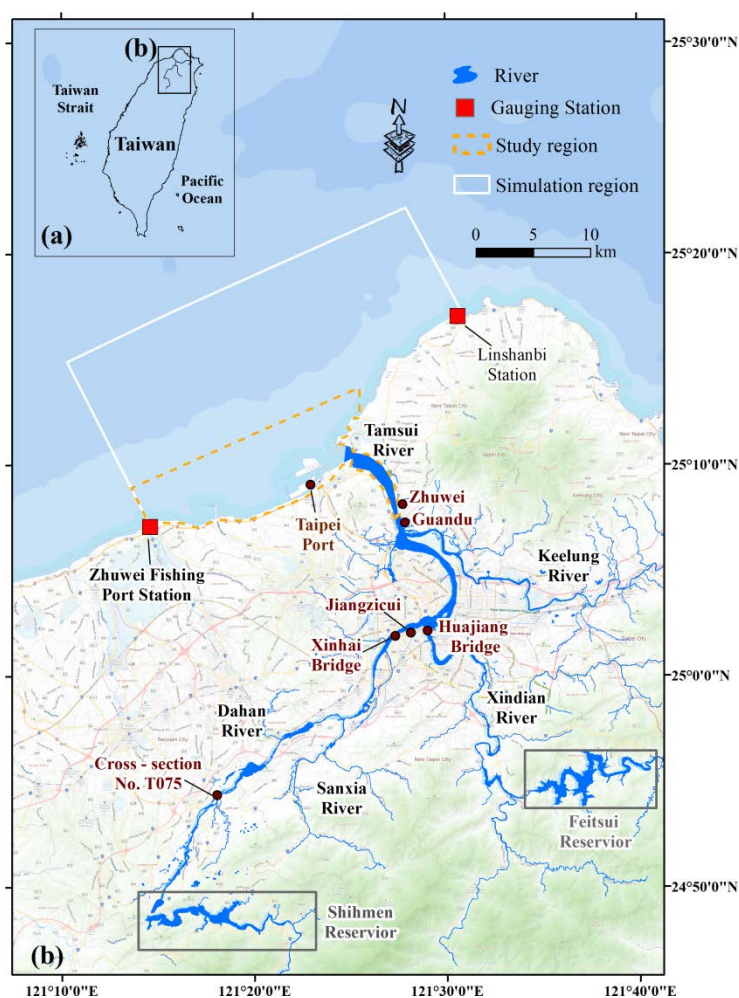 (b)
Taiwan
Strait
Taiwan
Pacific
Ocean
(a)
N
River
Gauging Station
Study region
Simulation region
0 5 10
km
25°30'0"N
25°20'0"N
25°10'0"N
25°0'0"N
24°50'0"N
Linshanbi
Station
Tamsui
River
Zhuwei
Guandu
Taipei
Port
Keelung
River
Zhuwei Fishing
Port Station
Jiangzicui
Huajiang
Bridge
Xinhai
Bridge
Xindian
River
Dahan
River
Cross - section
No. T075
Sanxia
River
Feitsui
Reservior
Shihmen
Reservior
(b)
121°10'0"E
121°20'0"E
121°30'0"E
121°40'0"E